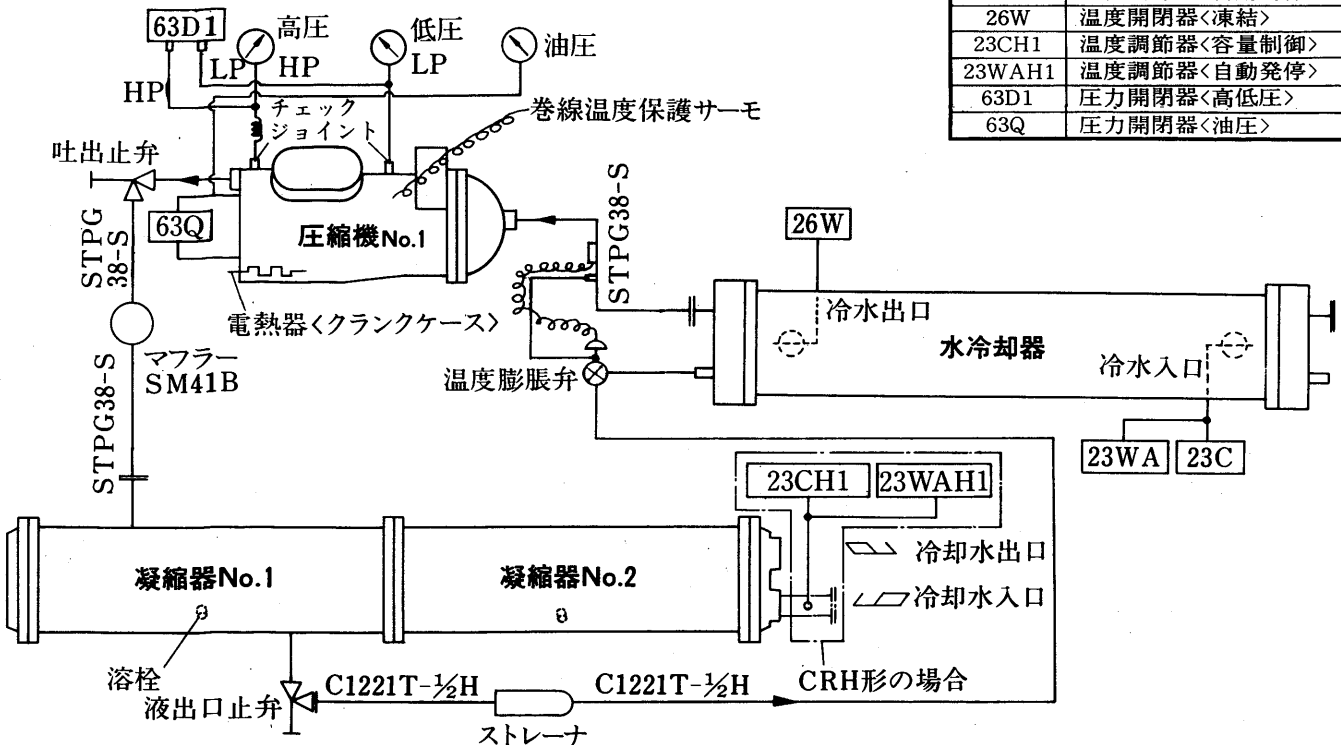 63D1
高圧
低圧
油圧
LP
HP
LP
HP
チェック
ジョイント
巻線温度保護サーモ
吐出止弁
STPG
38-S
63Q
圧縮機No.1
STPG38-S
電熱器<クランクケース>
マフラー
SM41B
STPG38-S
温度膨脹弁
26W
冷水出口
水冷却器
冷水入口
23WA
23C
26W 温度開閉器<凍結>
23CH1 温度調節器<容量制御>
23WAH1 温度調節器<自動発停>
63D1 圧力開閉器<高低圧>
63Q 圧力開閉器<油圧>
23CH1
23WAH1
冷却水出口
冷却水入口
凝縮器No.1
凝縮器No.2
溶栓
液出口止弁
C1221T-½H
ストレーナ
C1221T-½H
CRH形の場合